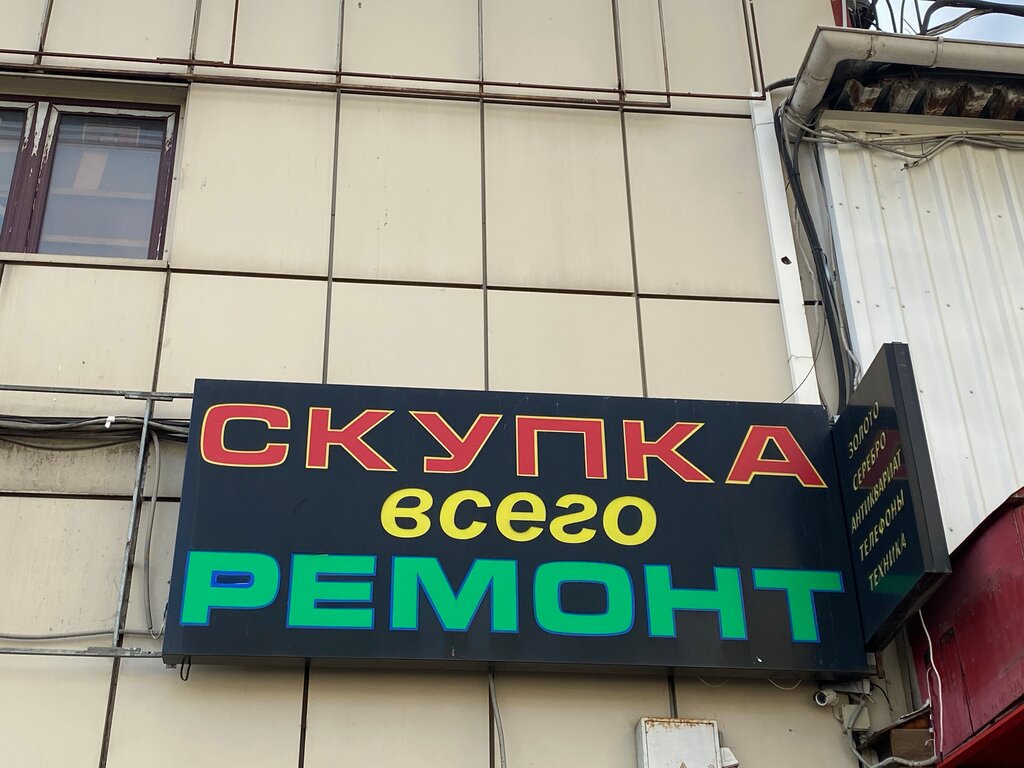 СКУПКА
всего
РЕМОНТ
ЗОЛОТО
СЕРЕБРО
АНТИКВАРИАТ
ТЕЛЕФОНЫ
ТЕХНИКА